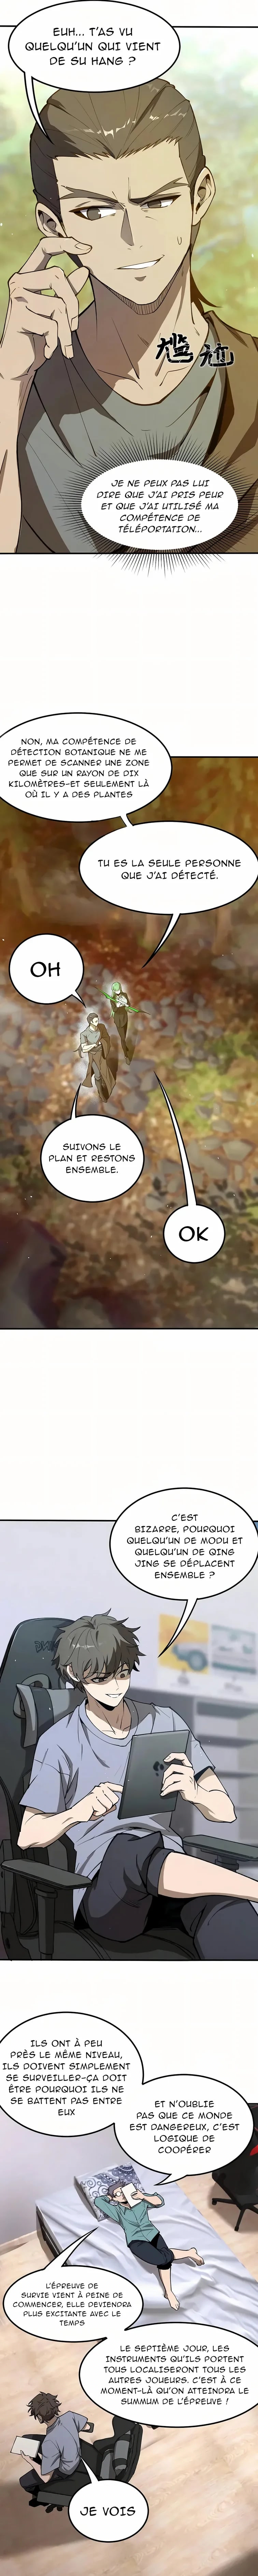 EUH... T'AS VU
QUELQU'UN QUI VIENT
DE SU HANG ?
尴尬
JE NE PEUX PAS LUI
DIRE QUE J'AI PRIS PEUR
ET QUE J'AI UTILISÉ MA
COMPÉTENCE DE
TÉLÉPORTATION...
NON, MA COMPÉTENCE DE
DÉTECTION BOTANIQUE NE ME
PERMET DE SCANNER UNE ZONE
QUE SUR UN RAYON DE DIX
KILOMÈTRES-ET SEULEMENT LÀ
OÙ IL Y A DES PLANTES
TU ES LA SEULE PERSONNE
QUE J'AI DÉTECTÉ.
OH
SUIVONS LE
PLAN ET RESTONS
ENSEMBLE.
OK
C'EST
BIZARRE, POURQUOI
QUELQU'UN DE MODU ET
QUELQU'UN DE QING
JING SE DÉPLACENT
ENSEMBLE ?
ILS ONT À PEU
PRÈS LE MÊME NIVEAU,
ILS DOIVENT SIMPLEMENT
SE SURVEILLER-ÇA DOIT
ÊTRE POURQUOI ILS NE
SE BATTENT PAS ENTRE
EUX
ET N'OUBLIE
PAS QUE CE MONDE
EST DANGEREUX, C'EST
LOGIQUE DE
COOPÉRER
L'ÉPREUVE DE
SURVIE VIENT À PEINE DE
COMMENCER, ELLE DEVIENDRA
PLUS EXCITANTE AVEC LE
TEMPS
LE SEPTIÈME JOUR, LES
INSTRUMENTS QU'ILS PORTENT
TOUS LOCALISERONT TOUS LES
AUTRES JOUEURS. C'EST À CE
MOMENT-LÀ QU'ON ATTEINDRA LE
SUMMUM DE L'ÉPREUVE !
JE VOIS